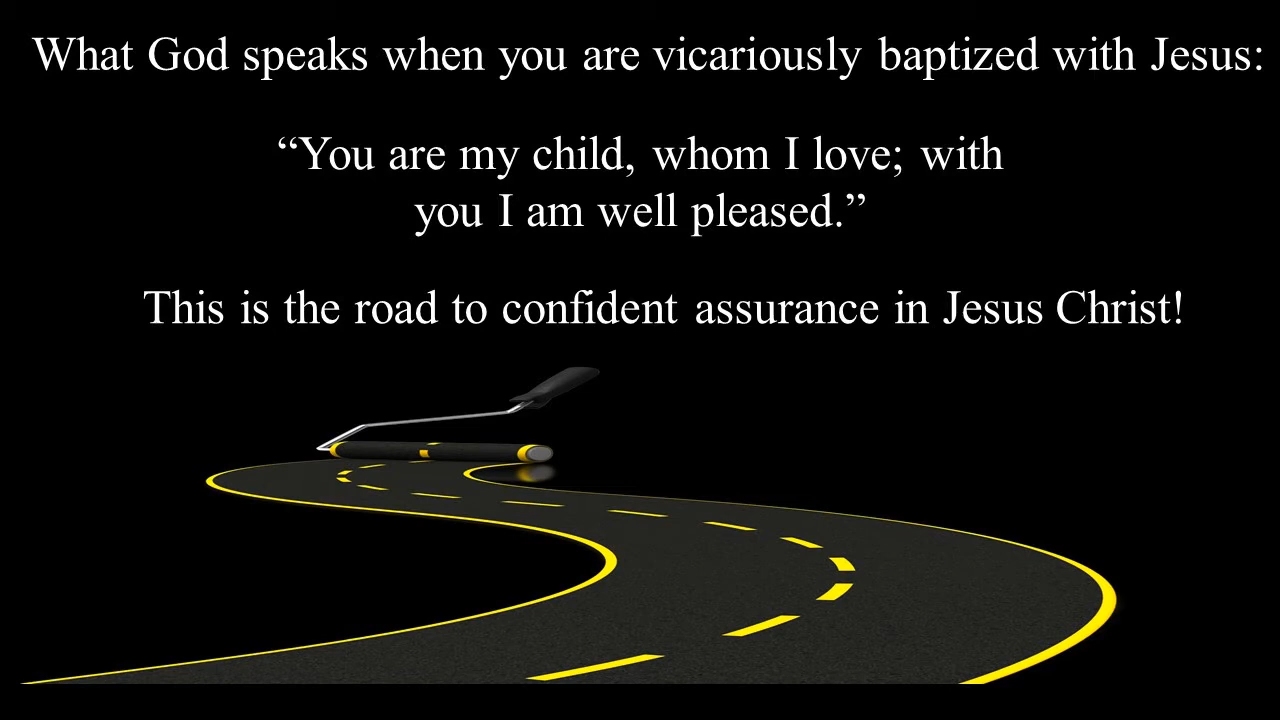 What God speaks when you are vicariously baptized with Jesus:
“You are my child, whom I love; with
you I am well pleased.”
This is the road to confident assurance in Jesus Christ!